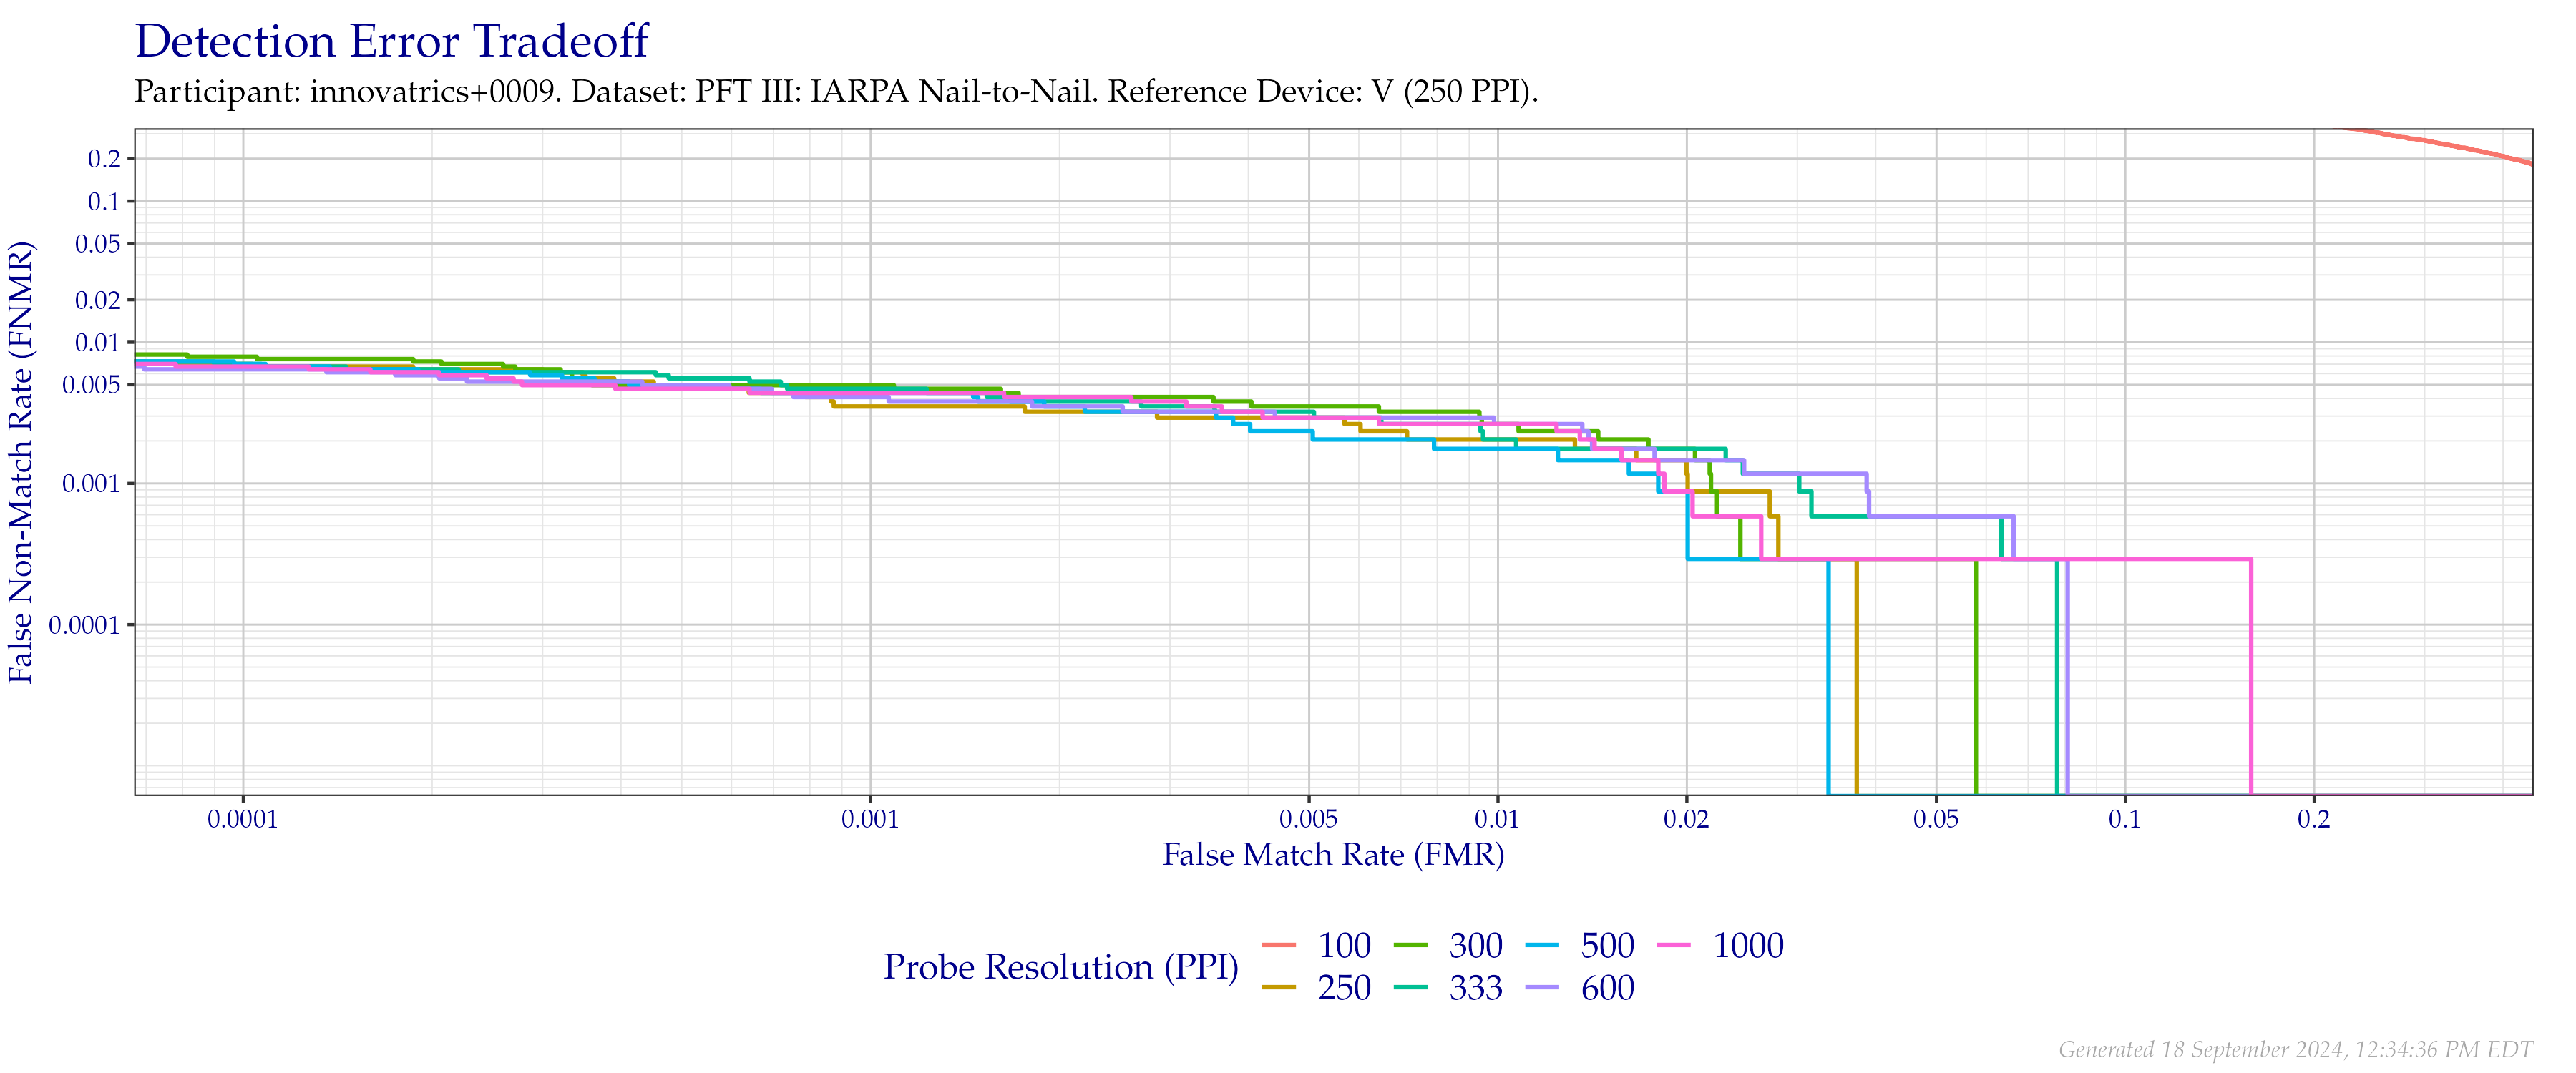 Detection Error Tradeoff
Participant: innovatrics+0009. Dataset: PFT III: IARPA Nail-to-Nail. Reference Device: V (250 PPI).
False Non-Match Rate (FNMR)
0.2
0.1
0.05
0.02
0.01
0.005
0.001
0.0001
0.0001 0.001 0.005 0.01 0.02 0.05 0.1 0.2
False Match Rate (FMR)
Probe Resolution (PPI)
100 300 500 1000
250 333 600
Generated 18 September 2024, 12:34:36 PM EDT